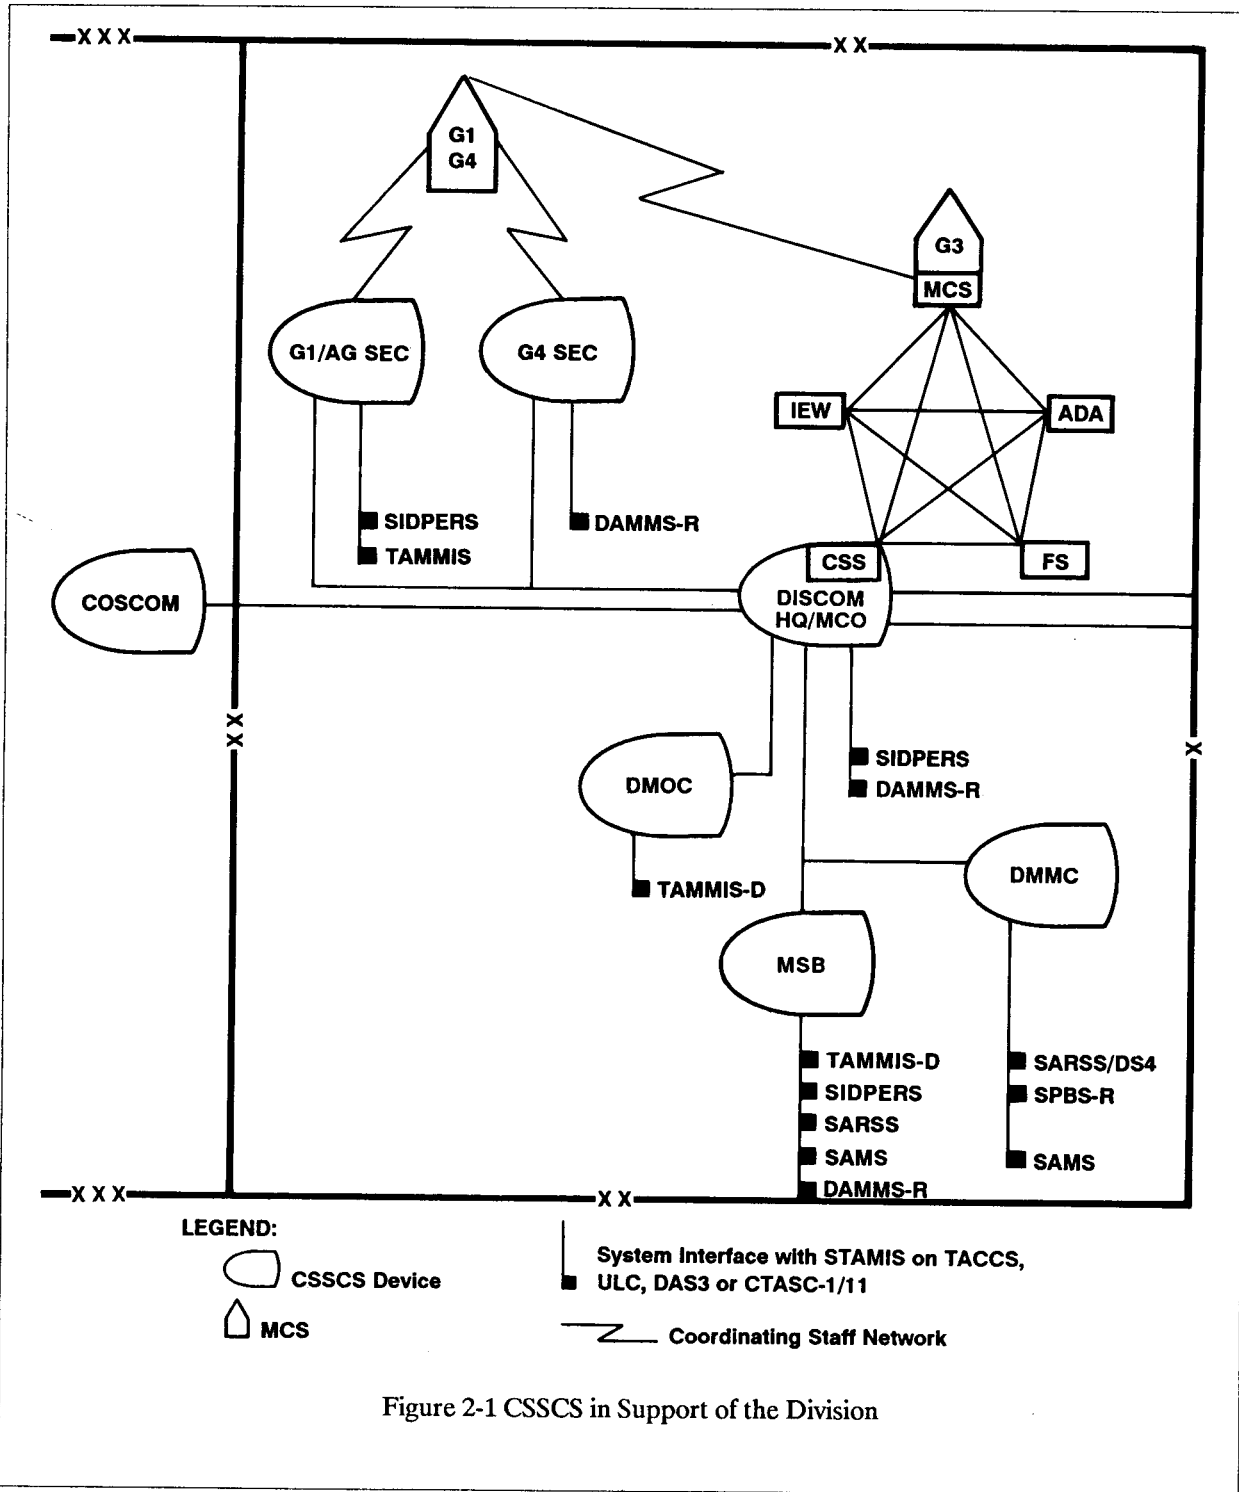 XXX
XX
G1
G4
G3
MCS
G1/AG SEC
G4 SEC
IEW
ADA
SIDPERS
DAMMS-R
TAMMIS
CSS
FS
COSCOM
DISCOM
HQ/MCO
XX
X
SIDPERS
DMOC
DAMMS-R
DMMC
TAMMIS-D
MSB
TAMMIS-D
SARSS/DS4
SIDPERS
SPBS-R
SARSS
SAMS
SAMS
DAMMS-R
XXX
XX
LEGEND:
CSSCS Device
MCS
System Interface with STAMIS on TACCS,
ULC, DAS3 or CTASC-1/11
Coordinating Staff Network
Figure 2-1 CSSCS in Support of the Division